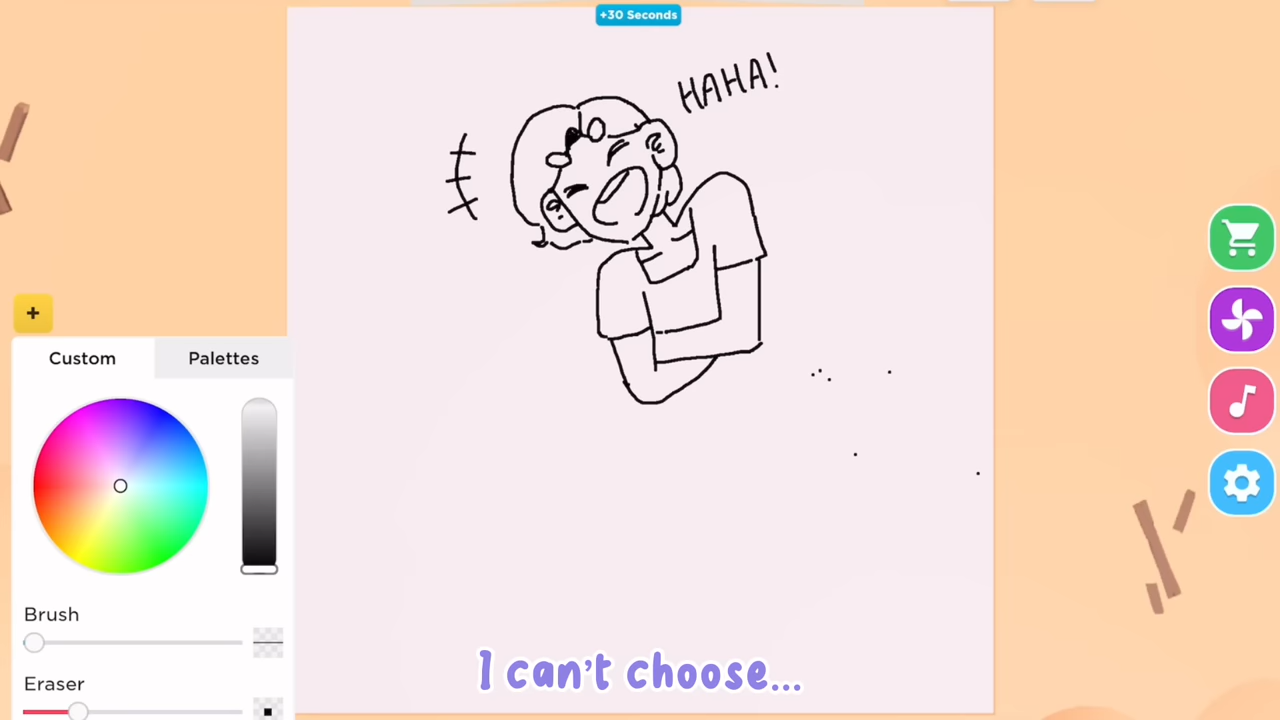 +30 Seconds
HAHA!
+
Custom
Palettes
Brush
Eraser
I can't choose...